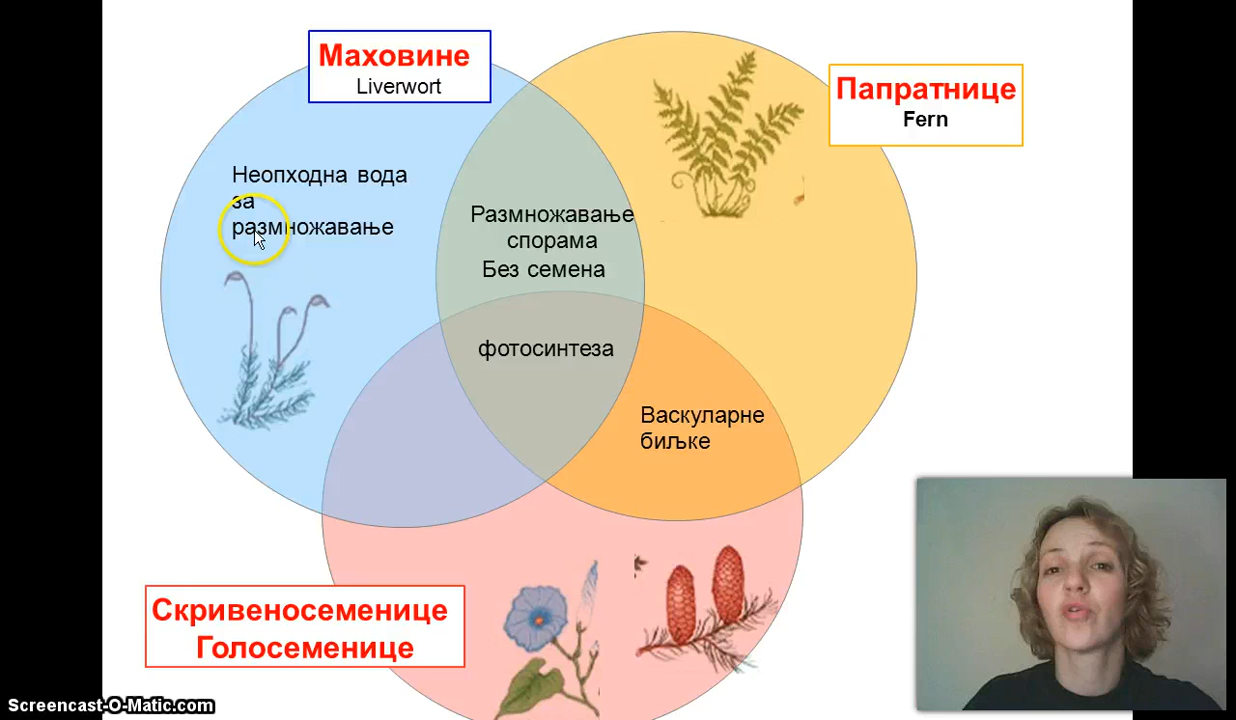 Маховине
Liverwort
Папратнице
Fern
Неопходна вода
за
размножавање
Размножавање
спорама
Без семена
фотосинтеза
Васкуларне
биљке
Скривеносеменице
Голосеменице
Screencast-O-Matic.com